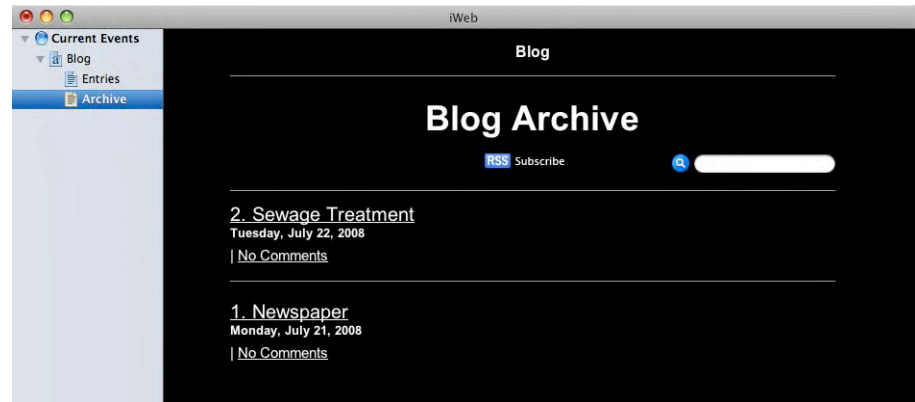 iWeb
Current Events
Blog
Entries
Archive
Blog
Blog Archive
RSS Subscribe
2. Sewage Treatment
Tuesday, July 22, 2008
| No Comments
1. Newspaper
Monday, July 21, 2008
| No Comments